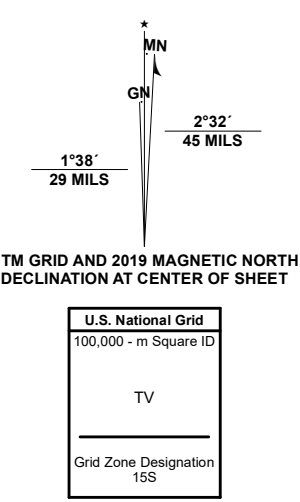 ★
MN
GN
2°32´
45 MILS
1°38´
29 MILS
TM GRID AND 2019 MAGNETIC NORTH
DECLINATION AT CENTER OF SHEET
U.S. National Grid
100,000 - m Square ID
TV
Grid Zone Designation
15S